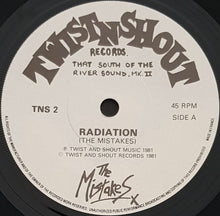 TWIST N SHOUT
RECORDS.
THAT SOUTH OF THE
RIVER SOUND, MK. II
TNS 2
45 RPM
SIDE A
RADIATION
(THE MISTAKES)
℗ TWIST AND SHOUT MUSIC 1981
© TWIST AND SHOUT RECORDS 1981
The
MistakeS
X